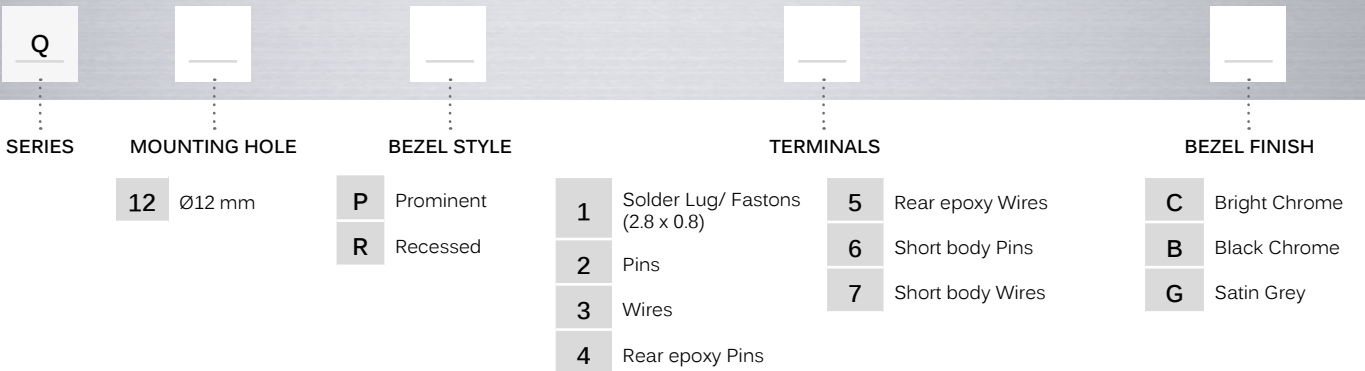 Q
SERIES
MOUNTING HOLE
12 Ø12 mm
BEZEL STYLE
P Prominent
R Recessed
TERMINALS
1 Solder Lug/ Fastons
(2.8 x 0.8)
2 Pins
3 Wires
4 Rear epoxy Pins
5 Rear epoxy Wires
6 Short body Pins
7 Short body Wires
BEZEL FINISH
C Bright Chrome
B Black Chrome
G Satin Grey